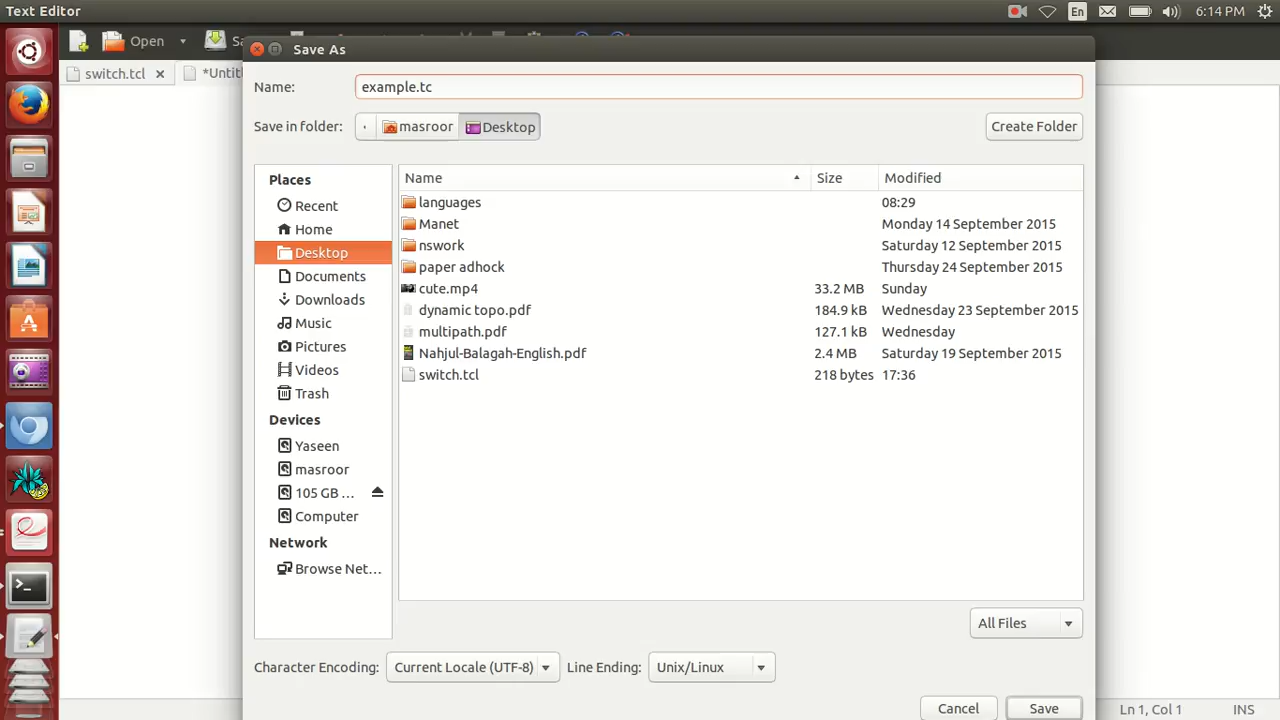 Text Editor
En
6:14 PM
Open
switch.tcl
Save As
Name:
example.tc
Save in folder:
masroor
Desktop
Create Folder
Places
Recent
Home
Desktop
Documents
Downloads
Music
Pictures
Videos
Trash
Devices
Yaseen
masroor
105 GB ...
Computer
Network
Browse Net...
Name Size Modified
languages 08:29
Manet Monday 14 September 2015
nswork Saturday 12 September 2015
paper adhock Thursday 24 September 2015
cute.mp4 33.2 MB Sunday
dynamic topo.pdf 184.9 kB Wednesday 23 September 2015
multipath.pdf 127.1 kB Wednesday
Nahjul-Balagah-English.pdf 2.4 MB Saturday 19 September 2015
switch.tcl 218 bytes 17:36
All Files
Character Encoding:
Current Locale (UTF-8)
Line Ending:
Unix/Linux
Cancel
Save
Ln 1, Col 1
INS